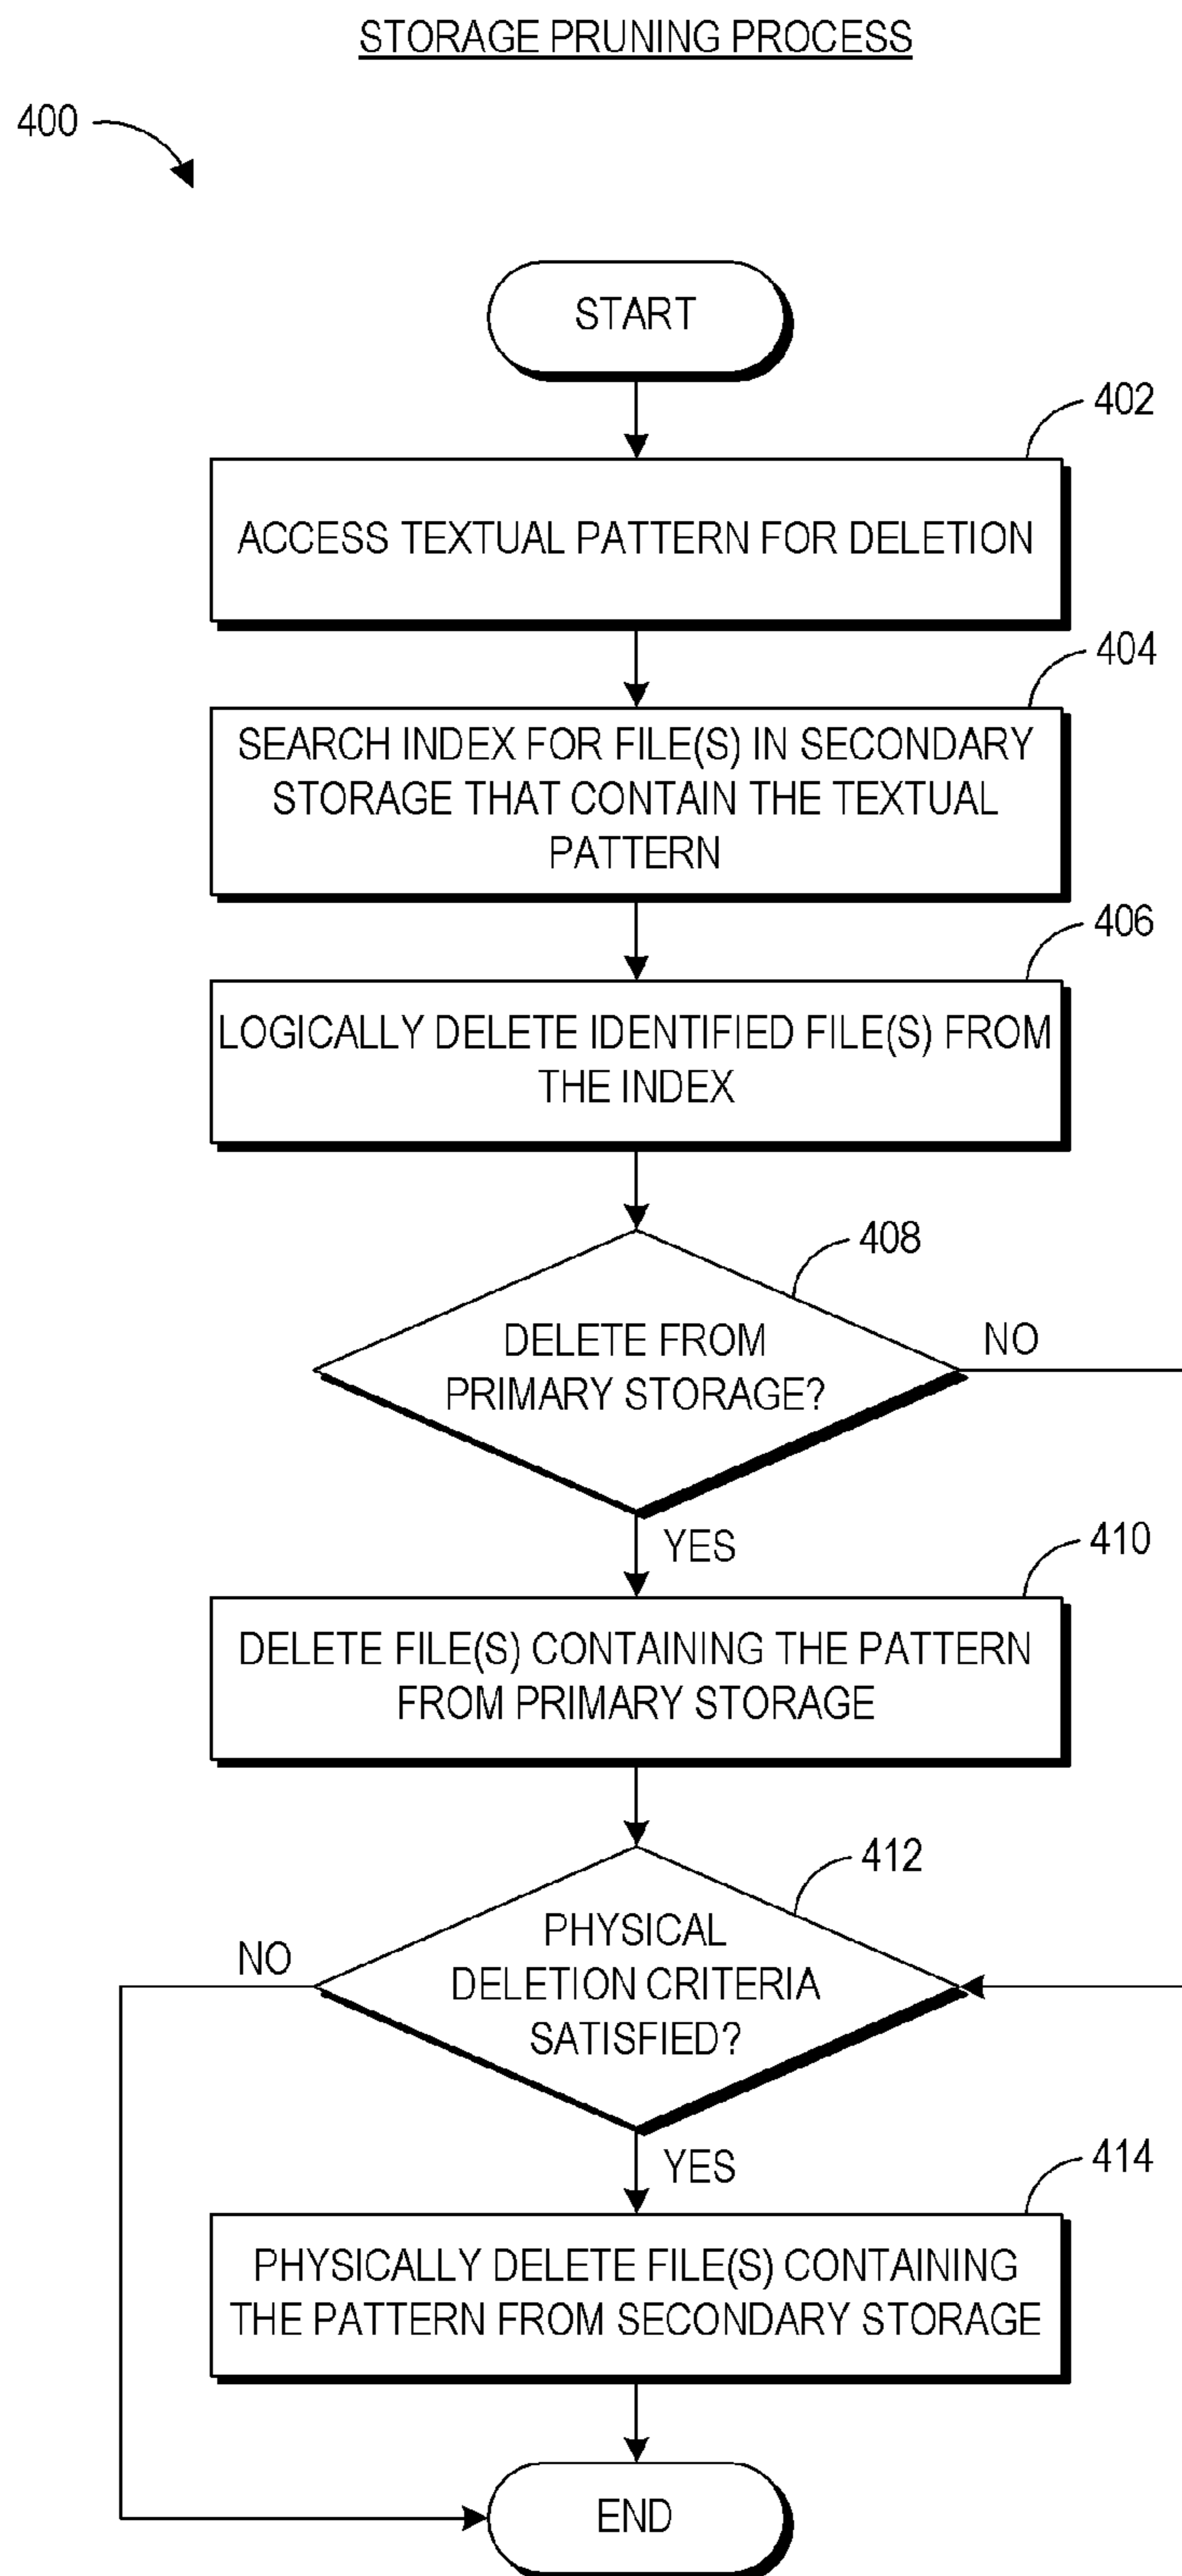 STORAGE PRUNING PROCESS
400
START
402
ACCESS TEXTUAL PATTERN FOR DELETION
404
SEARCH INDEX FOR FILE(S) IN SECONDARY
STORAGE THAT CONTAIN THE TEXTUAL
PATTERN
406
LOGICALLY DELETE IDENTIFIED FILE(S) FROM
THE INDEX
408
DELETE FROM
PRIMARY STORAGE?
NO
YES
410
DELETE FILE(S) CONTAINING THE PATTERN
FROM PRIMARY STORAGE
412
PHYSICAL
DELETION CRITERIA
SATISFIED?
NO
YES
414
PHYSICALLY DELETE FILE(S) CONTAINING
THE PATTERN FROM SECONDARY STORAGE
END